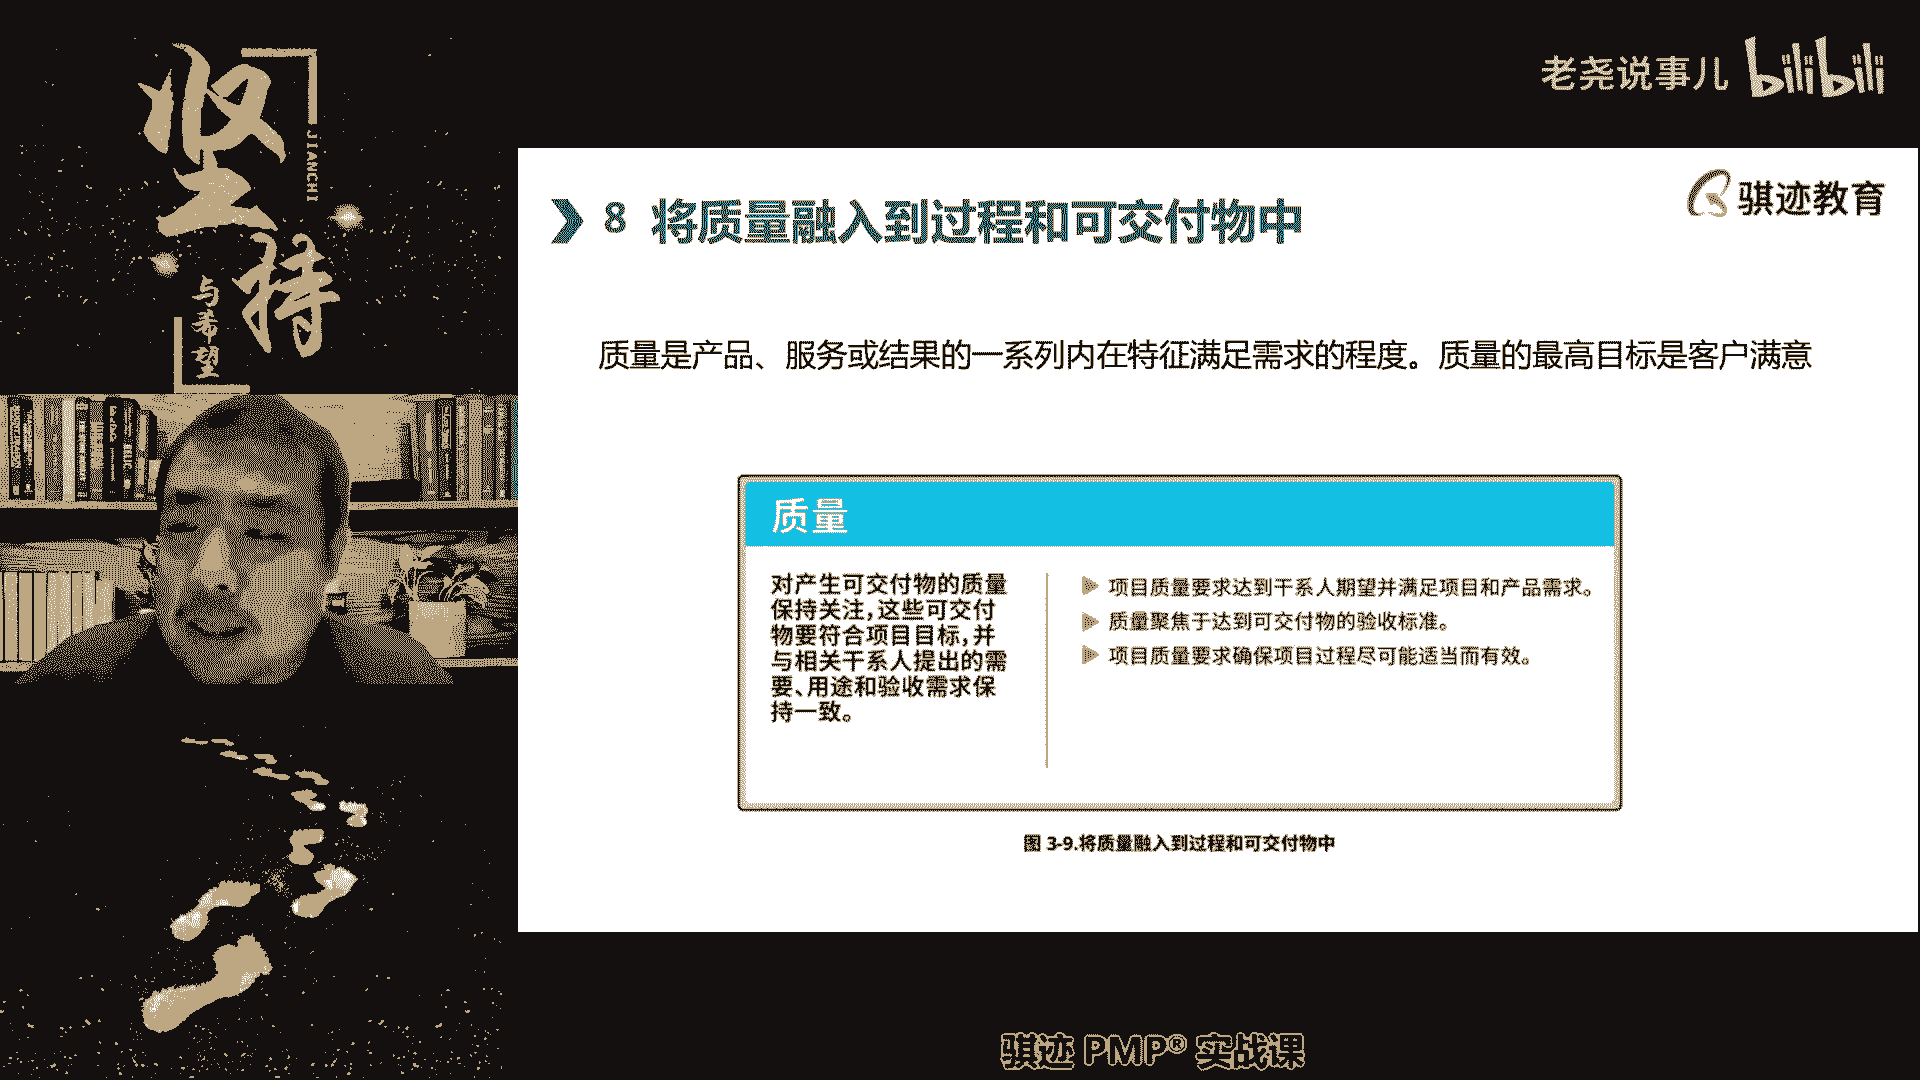 坚持
JIANCHI
与希望
老尧说事儿 bilibili
骐迹教育
8 将质量融入到过程和可交付物中
质量是产品、服务或结果的一系列内在特征满足需求的程度。质量的最高目标是客户满意
质量
对产生可交付物的质量
保持关注，这些可交付
物要符合项目目标，并
与相关干系人提出的需
要、用途和验收需求保
持一致。
项目质量要求达到干系人期望并满足项目和产品需求。
质量聚焦于达到可交付物的验收标准。
项目质量要求确保项目过程尽可能适当而有效。
图 3-9.将质量融入到过程和可交付物中
骐迹 PMP® 实战课